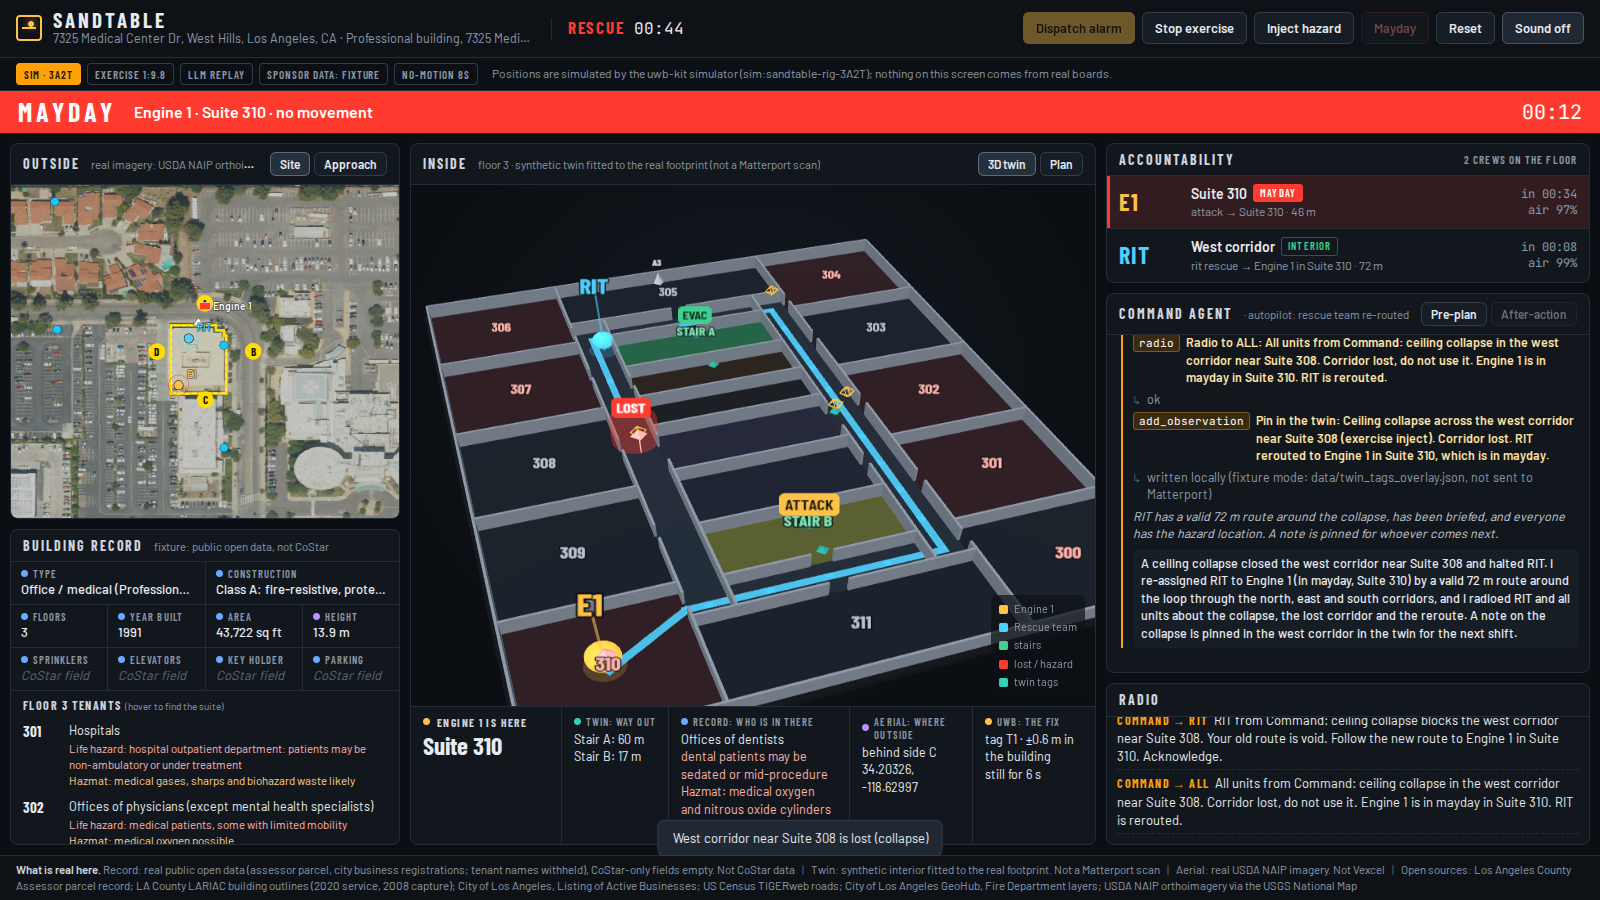 SANDTABLE
7325 Medical Center Dr, West Hills, Los Angeles, CA · Professional building, 7325 Medi...
RESCUE 00:44
Dispatch alarm
Stop exercise
Inject hazard
Mayday
Reset
Sound off
SIM · 3A2T
EXERCISE 1:9.8
LLM REPLAY
SPONSOR DATA: FIXTURE
NO-MOTION 8S
Positions are simulated by the uwb-kit simulator (sim:sandtable-rig-3A2T); nothing on this screen comes from real boards.
MAYDAY
Engine 1 · Suite 310 · no movement
00:12
OUTSIDE
real imagery: USDA NAIP orthoi...
Site
Approach
Engine 1
RIT
D
B
E1
C
BUILDING RECORD
fixture: public open data, not CoStar
TYPE
Office / medical (Profession...
CONSTRUCTION
Class A: fire-resistive, prote...
FLOORS
3
YEAR BUILT
1991
AREA
43,722 sq ft
HEIGHT
13.9 m
SPRINKLERS
CoStar field
ELEVATORS
CoStar field
KEY HOLDER
CoStar field
PARKING
CoStar field
FLOOR 3 TENANTS (hover to find the suite)
301
Hospitals
Life hazard: hospital outpatient department: patients may be
non-ambulatory or under treatment
Hazmat: medical gases, sharps and biohazard waste likely
302
Offices of physicians (except mental health specialists)
Life hazard: medical patients, some with limited mobility
Hazmat: medical oxygen possible
INSIDE
floor 3 · synthetic twin fitted to the real footprint (not a Matterport scan)
3D twin
Plan
A3
RIT
305
304
306
EVAC
STAIR A
303
307
302
LOST
308
301
ATTACK
STAIR B
309
300
E1
311
310
Engine 1
Rescue team
stairs
lost / hazard
twin tags
ENGINE 1 IS HERE
Suite 310
TWIN: WAY OUT
Stair A: 60 m
Stair B: 17 m
RECORD: WHO IS IN THERE
Offices of dentists
dental patients may be
sedated or mid-procedure
Hazmat: medical oxygen
and nitrous oxide cylinders
AERIAL: WHERE
OUTSIDE
behind side C
34.20326,
-118.62997
UWB: THE FIX
tag T1 · ±0.6 m in
the building
still for 6 s
West corridor near Suite 308 is lost (collapse)
ACCOUNTABILITY
2 CREWS ON THE FLOOR
E1
Suite 310 MAYDAY
attack → Suite 310 · 46 m
in 00:34
air 97%
RIT
West corridor INTERIOR
rit rescue → Engine 1 in Suite 310 · 72 m
in 00:08
air 99%
COMMAND AGENT
· autopilot: rescue team re-routed
Pre-plan
After-action
radio Radio to ALL: All units from Command: ceiling collapse in the west
corridor near Suite 308. Corridor lost, do not use it. Engine 1 is in
mayday in Suite 310. RIT is rerouted.
↳ ok
add_observation Pin in the twin: Ceiling collapse across the west corridor
near Suite 308 (exercise inject). Corridor lost. RIT
rerouted to Engine 1 in Suite 310, which is in mayday.
↳ written locally (fixture mode: data/twin_tags_overlay.json, not sent to
Matterport)
RIT has a valid 72 m route around the collapse, has been briefed, and everyone
has the hazard location. A note is pinned for whoever comes next.
A ceiling collapse closed the west corridor near Suite 308 and halted RIT. I
re-assigned RIT to Engine 1 (in mayday, Suite 310) by a valid 72 m route around
the loop through the north, east and south corridors, and I radioed RIT and all
units about the collapse, the lost corridor and the reroute. A note on the
collapse is pinned in the west corridor in the twin for the next shift.
RADIO
COMMAND → RIT RIT from Command: ceiling collapse blocks the west corridor
near Suite 308. Your old route is void. Follow the new route to Engine 1 in Suite
310. Acknowledge.
COMMAND → ALL All units from Command: ceiling collapse in the west corridor
near Suite 308. Corridor lost, do not use it. Engine 1 is in mayday in Suite 310. RIT
is rerouted.
What is real here. Record: real public open data (assessor parcel, city business registrations; tenant names withheld), CoStar-only fields empty. Not CoStar data | Twin: synthetic interior fitted to the real footprint. Not a Matterport scan | Aerial: real USDA NAIP imagery. Not Vexcel | Open sources: Los Angeles County
Assessor parcel record; LA County LARIAC building outlines (2020 service, 2008 capture); City of Los Angeles, Listing of Active Businesses; US Census TIGERweb roads; City of Los Angeles GeoHub, Fire Department layers; USDA NAIP orthoimagery via the USGS National Map